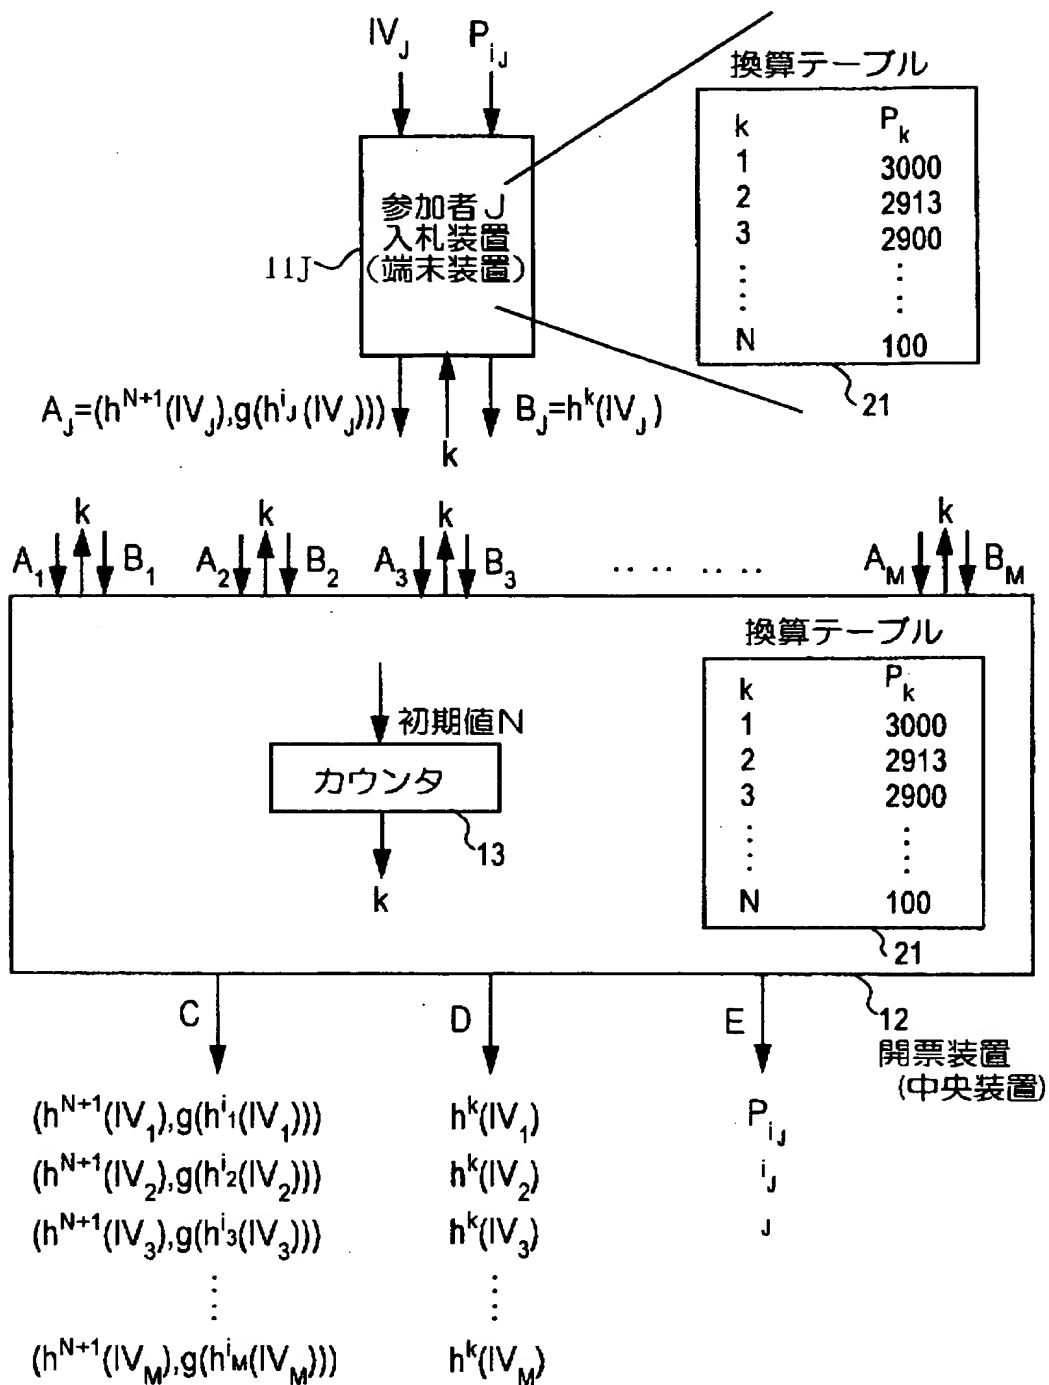 IV_J P_{i_J}
換算テーブル
k P_k
1 3000
2 2913
3 2900
⋮ ⋮
N 100
21
参加者J
入札装置
(端末装置)
11J
A_J=(h^{N+1}(IV_J),g(h^{i_J}(IV_J))) B_J=h^k(IV_J)
k
k k k k
A_1 B_1 A_2 B_2 A_3 B_3 ‥ ‥ ‥ ‥ A_M B_M
換算テーブル
k P_k
1 3000
2 2913
3 2900
⋮ ⋮
N 100
21
初期値N
カウンタ
13
k
C D E
12
開票装置
(中央装置)
(h^{N+1}(IV_1),g(h^{i_1}(IV_1))) h^k(IV_1) P_{i_J}
(h^{N+1}(IV_2),g(h^{i_2}(IV_2))) h^k(IV_2) i_J
(h^{N+1}(IV_3),g(h^{i_3}(IV_3))) h^k(IV_3) J
⋮ ⋮
(h^{N+1}(IV_M),g(h^{i_M}(IV_M))) h^k(IV_M)